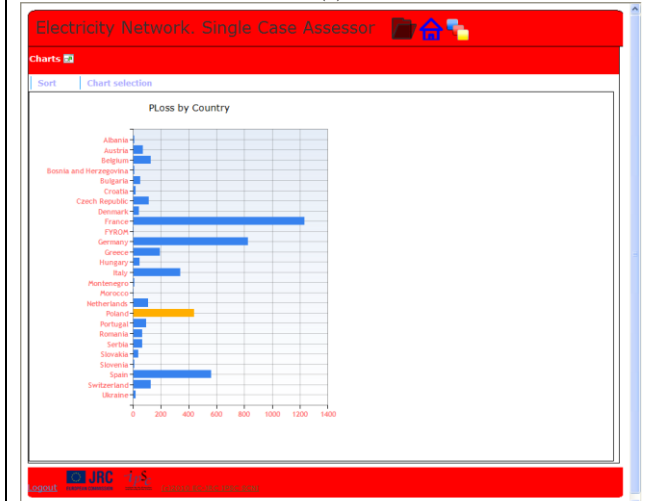 Electricity Network. Single Case Assessor
Charts
Sort Chart selection
PLoss by Country
Albania
Austria
Belgium
Bosnia and Herzegovina
Bulgaria
Croatia
Czech Republic
Denmark
France
FYROM
Germany
Greece
Hungary
Italy
Montenegro
Morocco
Netherlands
Poland
Portugal
Romania
Serbia
Slovakia
Slovenia
Spain
Switzerland
Ukraine
0 200 400 600 800 1000 1200 1400
JRC
EUROPEAN COMMISSION
Logout